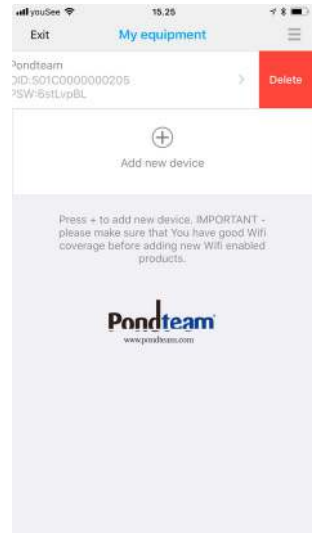 youSee 15.25
Exit My equipment
Pondteam
DID:S01C0000000205
PSW:6stLvpBL
Delete
Add new device
Press + to add new device. IMPORTANT -
please make sure that You have good Wifi
coverage before adding new Wifi enabled
products.
Pondteam
www.pondteam.com